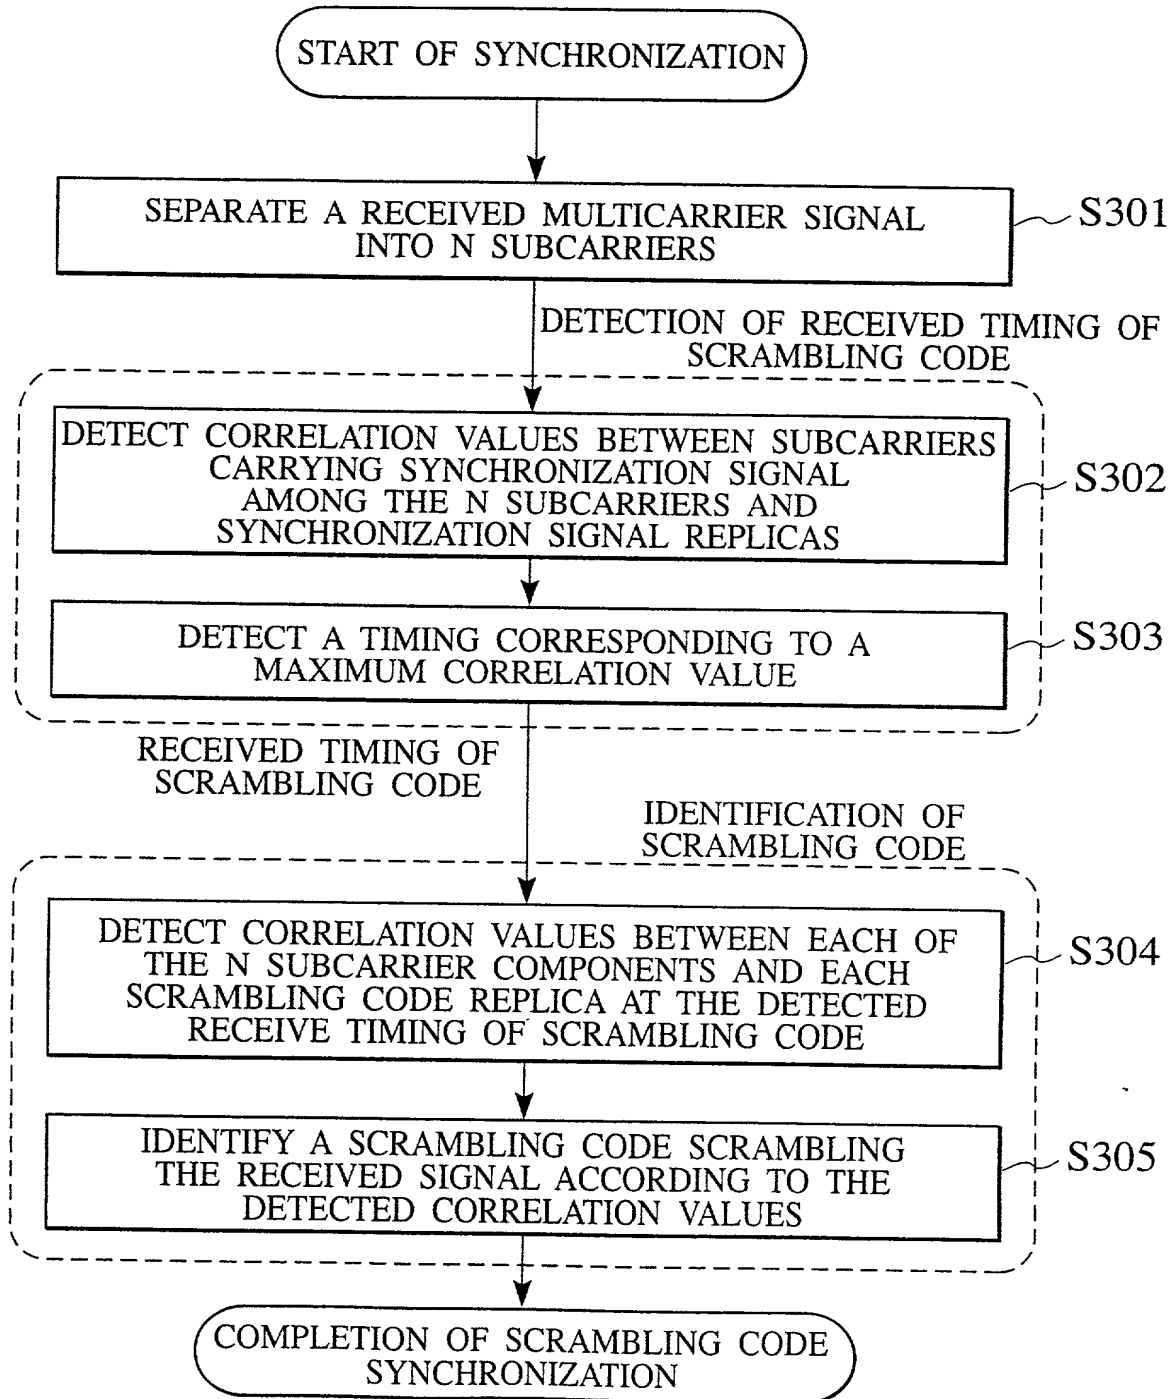 START OF SYNCHRONIZATION
SEPARATE A RECEIVED MULTICARRIER SIGNAL
INTO N SUBCARRIERS
S301
DETECTION OF RECEIVED TIMING OF
SCRAMBLING CODE
DETECT CORRELATION VALUES BETWEEN SUBCARRIERS
CARRYING SYNCHRONIZATION SIGNAL
AMONG THE N SUBCARRIERS AND
SYNCHRONIZATION SIGNAL REPLICAS
S302
DETECT A TIMING CORRESPONDING TO A
MAXIMUM CORRELATION VALUE
S303
RECEIVED TIMING OF
SCRAMBLING CODE
IDENTIFICATION OF
SCRAMBLING CODE
DETECT CORRELATION VALUES BETWEEN EACH OF
THE N SUBCARRIER COMPONENTS AND EACH
SCRAMBLING CODE REPLICA AT THE DETECTED
RECEIVE TIMING OF SCRAMBLING CODE
S304
IDENTIFY A SCRAMBLING CODE SCRAMBLING
THE RECEIVED SIGNAL ACCORDING TO THE
DETECTED CORRELATION VALUES
S305
COMPLETION OF SCRAMBLING CODE
SYNCHRONIZATION